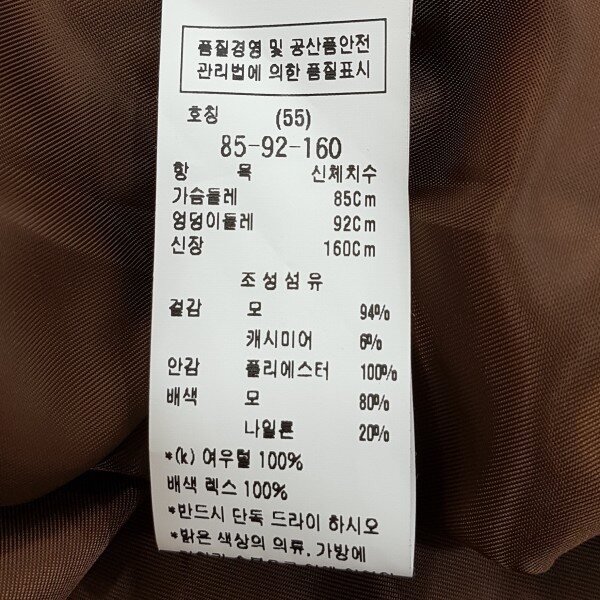 품질경영 및 공산품안전
관리법에 의한 품질표시
호칭 (55)
85-92-160
항 목 신체치수
가슴둘레 85Cm
엉덩이둘레 92Cm
신장 160Cm
조성섬유
겉감 모 94%
캐시미어 6%
안감 폴리에스터 100%
배색 모 80%
나일론 20%
*(k) 여우털 100%
배색 렉스 100%
*반드시 단독 드라이 하시오
*밝은 색상의 의류, 가방에